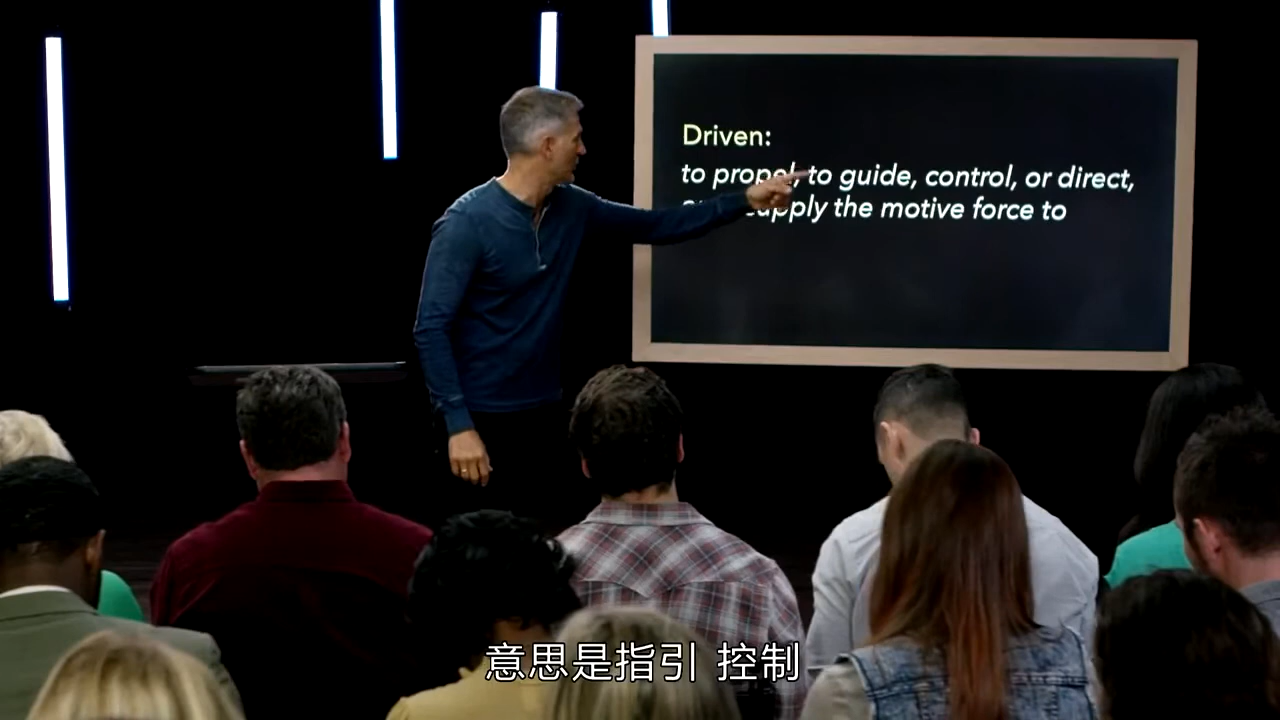 Driven:
to propel, to guide, control, or direct,
supply the motive force to
意思是指引 控制